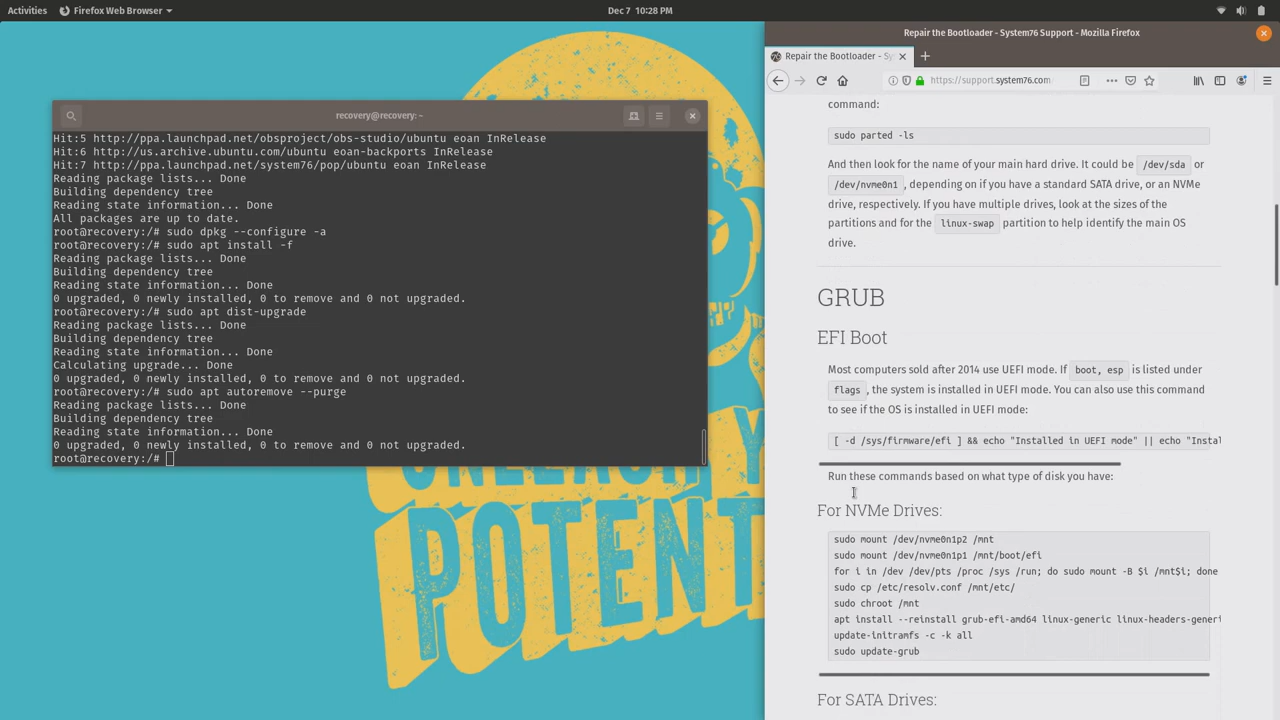 Activities
Firefox Web Browser
Dec 7 10:28 PM
Repair the Bootloader - System76 Support - Mozilla Firefox
Repair the Bootloader - Sy
https://support.system76.com
recovery@recovery: ~
Hit:5 http://ppa.launchpad.net/obsproject/obs-studio/ubuntu eoan InRelease
Hit:6 http://us.archive.ubuntu.com/ubuntu eoan-backports InRelease
Hit:7 http://ppa.launchpad.net/system76/pop/ubuntu eoan InRelease
Reading package lists... Done
Building dependency tree
Reading state information... Done
All packages are up to date.
root@recovery:/# sudo dpkg --configure -a
root@recovery:/# sudo apt install -f
Reading package lists... Done
Building dependency tree
Reading state information... Done
0 upgraded, 0 newly installed, 0 to remove and 0 not upgraded.
root@recovery:/# sudo apt dist-upgrade
Reading package lists... Done
Building dependency tree
Reading state information... Done
Calculating upgrade... Done
0 upgraded, 0 newly installed, 0 to remove and 0 not upgraded.
root@recovery:/# sudo apt autoremove --purge
Reading package lists... Done
Building dependency tree
Reading state information... Done
0 upgraded, 0 newly installed, 0 to remove and 0 not upgraded.
root@recovery:/#
POTENT
command:
sudo parted -ls
And then look for the name of your main hard drive. It could be /dev/sda or
/dev/nvme0n1, depending on if you have a standard SATA drive, or an NVMe
drive, respectively. If you have multiple drives, look at the sizes of the
partitions and for the linux-swap partition to help identify the main OS
drive.
GRUB
EFI Boot
Most computers sold after 2014 use UEFI mode. If boot, esp is listed under
flags, the system is installed in UEFI mode. You can also use this command
to see if the OS is installed in UEFI mode:
[ -d /sys/firmware/efi ] && echo "Installed in UEFI mode" || echo "Instal
Run these commands based on what type of disk you have:
For NVMe Drives:
sudo mount /dev/nvme0n1p2 /mnt
sudo mount /dev/nvme0n1p1 /mnt/boot/efi
for i in /dev /dev/pts /proc /sys /run; do sudo mount -B $i /mnt$i; done
sudo cp /etc/resolv.conf /mnt/etc/
sudo chroot /mnt
apt install --reinstall grub-efi-amd64 linux-generic linux-headers-generi
update-initramfs -c -k all
sudo update-grub
For SATA Drives: